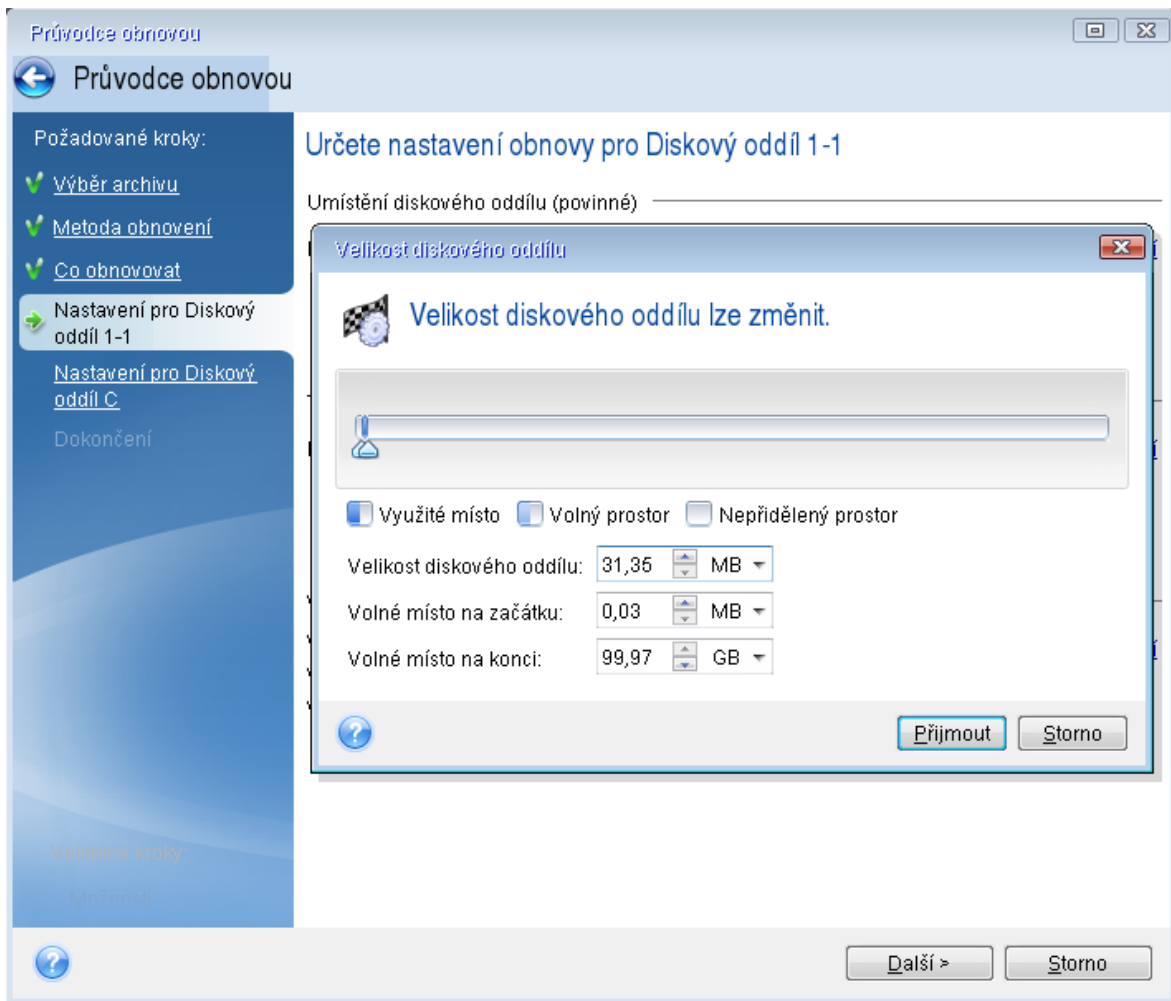 Průvodce obnovou
Průvodce obnovou
Požadované kroky:
Výběr archivu
Metoda obnovení
Co obnovovat
Nastavení pro Diskový
oddíl 1-1
Nastavení pro Diskový
oddíl C
Dokončení
Určete nastavení obnovy pro Diskový oddíl 1-1
Umístění diskového oddílu (povinné)
Velikost diskového oddílu
Velikost diskového oddílu lze změnit.
Využité místo Volný prostor Nepřidělený prostor
Velikost diskového oddílu: 31,35 MB
Volné místo na začátku: 0,03 MB
Volné místo na konci: 99,97 GB
Přijmout Storno
Volitelné kroky:
Možnosti
Další > Storno